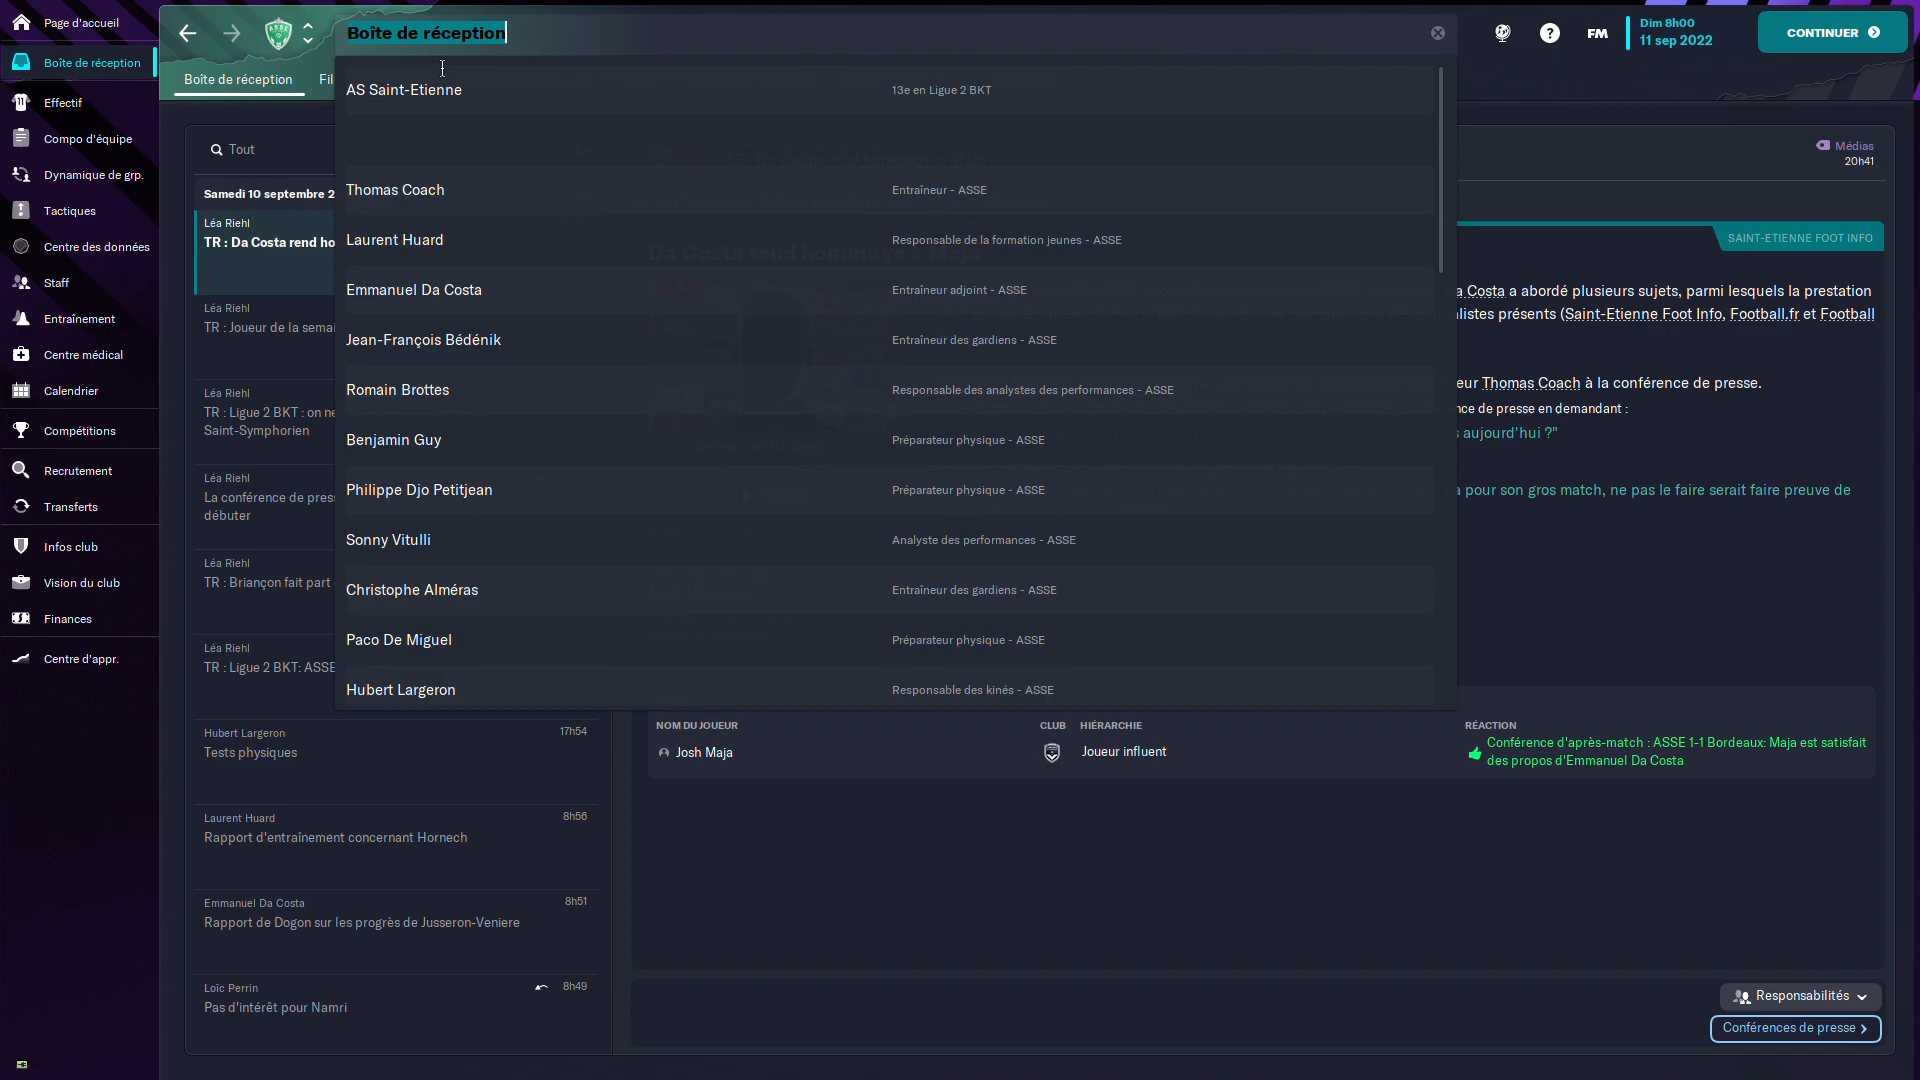 Page d'accueil
Boîte de réception
Effectif
Compo d'équipe
Dynamique de grp.
Tactiques
Centre des données
Staff
Entraînement
Centre médical
Calendrier
Compétitions
Recrutement
Transferts
Infos club
Vision du club
Finances
Centre d'appr.
Boîte de réception
FM
Dim 8h00
11 sep 2022
CONTINUER
Boîte de réception
Fil
AS Saint-Etienne 13e en Ligue 2 BKT
Thomas Coach Entraîneur - ASSE
Laurent Huard Responsable de la formation jeunes - ASSE
Emmanuel Da Costa Entraîneur adjoint - ASSE
Jean-François Bédénik Entraîneur des gardiens - ASSE
Romain Brottes Responsable des analystes des performances - ASSE
Benjamin Guy Préparateur physique - ASSE
Philippe Djo Petitjean Préparateur physique - ASSE
Sonny Vitulli Analyste des performances - ASSE
Christophe Alméras Entraîneur des gardiens - ASSE
Paco De Miguel Préparateur physique - ASSE
Hubert Largeron Responsable des kinés - ASSE
Tout
Samedi 10 septembre 2
Léa Riehl
TR : Da Costa rend ho
Léa Riehl
TR : Joueur de la semai
Léa Riehl
TR : Ligue 2 BKT : on ne
Saint-Symphorien
Léa Riehl
La conférence de press
débuter
Léa Riehl
TR : Briançon fait part
Léa Riehl
TR : Ligue 2 BKT: ASSE
Hubert Largeron 17h54
Tests physiques
Laurent Huard 8h56
Rapport d'entraînement concernant Hornech
Emmanuel Da Costa 8h51
Rapport de Dogon sur les progrès de Jusseron-Veniere
Loïc Perrin 8h49
Pas d'intérêt pour Namri
Médias
20h41
SAINT-ETIENNE FOOT INFO
Da Costa rend hommage à Maja
a Costa a abordé plusieurs sujets, parmi lesquels la prestation
listes présents (Saint-Etienne Foot Info, Football.fr et Football
eur Thomas Coach à la conférence de presse.
nce de presse en demandant :
s aujourd'hui ?"
a pour son gros match, ne pas le faire serait faire preuve de
NOM DU JOUEUR CLUB HIÉRARCHIE RÉACTION
Josh Maja Joueur influent Conférence d'après-match : ASSE 1-1 Bordeaux: Maja est satisfait
des propos d'Emmanuel Da Costa
Responsabilités
Conférences de presse